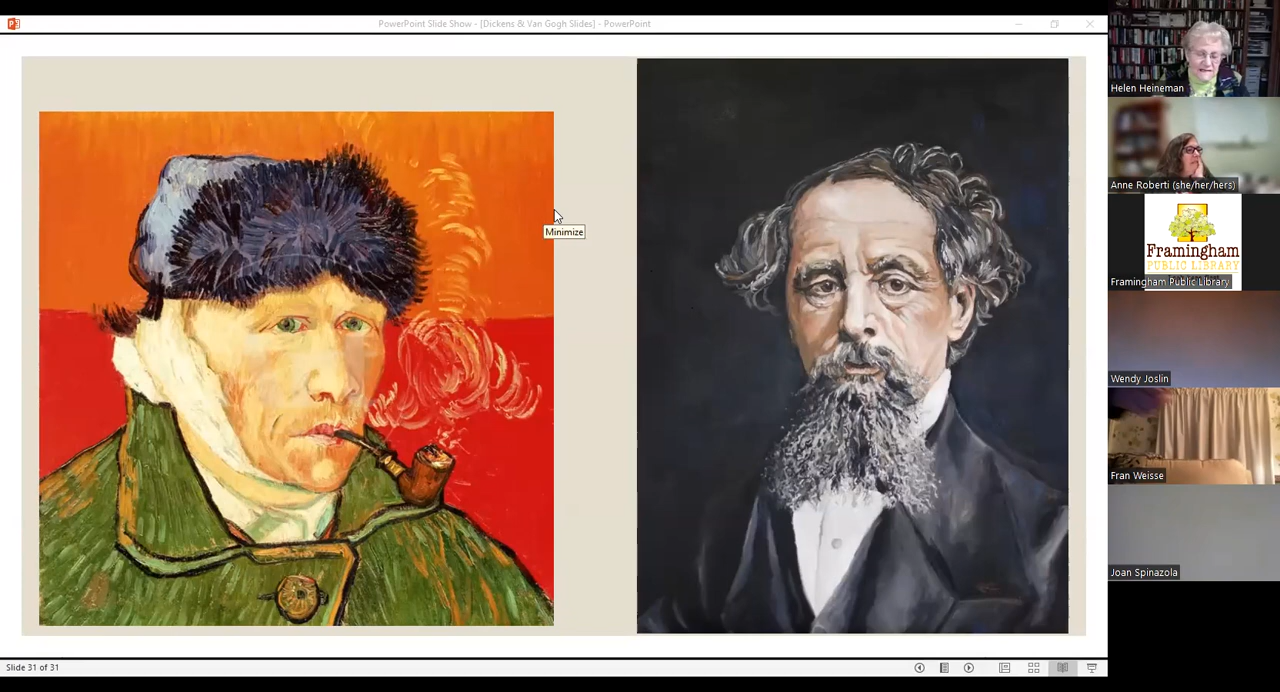 PowerPoint Slide Show - [Dickens & Van Gogh Slides] - PowerPoint
Minimize
Slide 31 of 31
Helen Heineman
Anne Roberti (she/her/hers)
Framingham
PUBLIC LIBRARY
Framingham Public Library
Wendy Joslin
Fran Weisse
Joan Spinazola